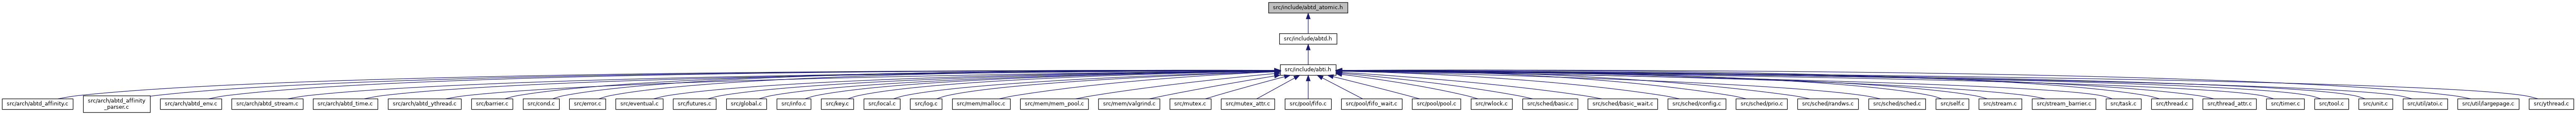 src/include/abtd_atomic.h
src/include/abtd.h
src/include/abti.h
src/arch/abtd_affinity.c
src/arch/abtd_affinity
_parser.c
src/arch/abtd_env.c
src/arch/abtd_stream.c
src/arch/abtd_time.c
src/arch/abtd_ythread.c
src/barrier.c
src/cond.c
src/error.c
src/eventual.c
src/futures.c
src/global.c
src/info.c
src/key.c
src/local.c
src/log.c
src/mem/malloc.c
src/mem/mem_pool.c
src/mem/valgrind.c
src/mutex.c
src/mutex_attr.c
src/pool/fifo.c
src/pool/fifo_wait.c
src/pool/pool.c
src/rwlock.c
src/sched/basic.c
src/sched/basic_wait.c
src/sched/config.c
src/sched/prio.c
src/sched/randws.c
src/sched/sched.c
src/self.c
src/stream.c
src/stream_barrier.c
src/task.c
src/thread.c
src/thread_attr.c
src/timer.c
src/tool.c
src/unit.c
src/util/atoi.c
src/util/largepage.c
src/ythread.c